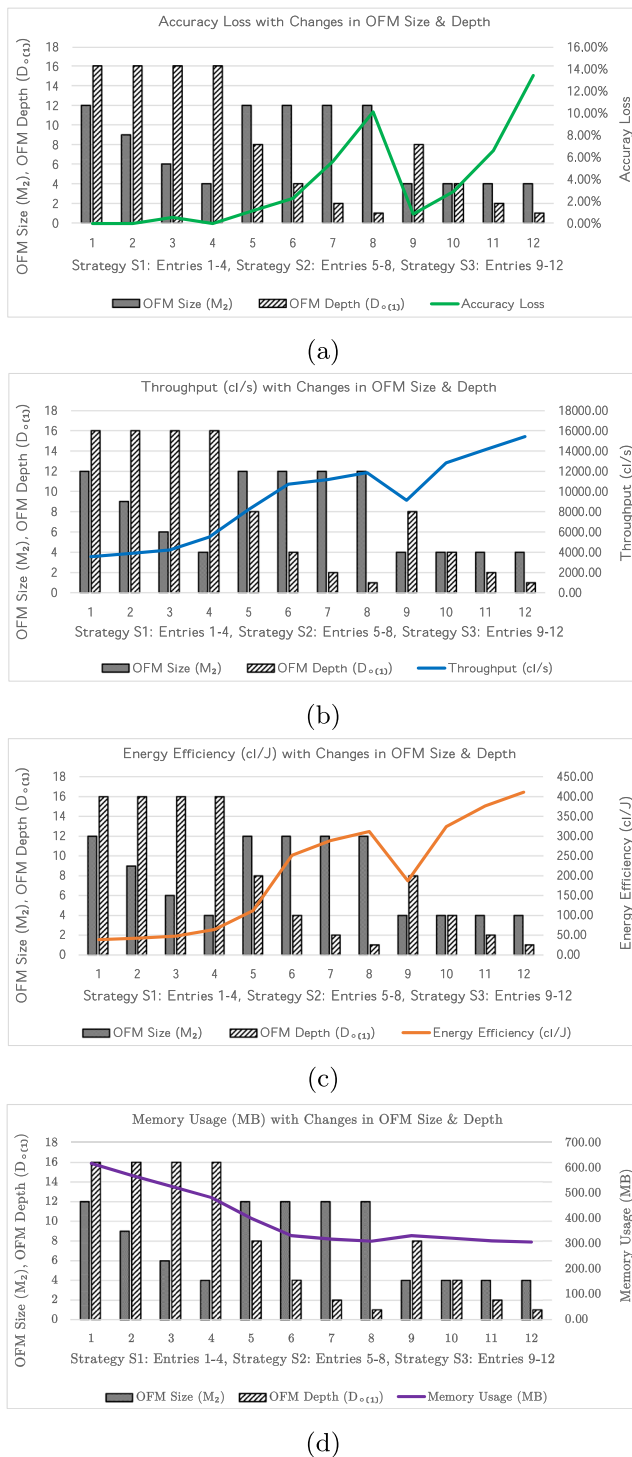 Accuracy Loss with Changes in OFM Size & Depth
OFM Size (M₂), OFM Depth (Dₒ₍₁₎)
18
16
14
12
10
8
6
4
2
0
16.00%
14.00%
12.00%
10.00%
8.00%
6.00%
4.00%
2.00%
0.00%
Accuray Loss
1 2 3 4 5 6 7 8 9 10 11 12
Strategy S1: Entries 1-4, Strategy S2: Entries 5-8, Strategy S3: Entries 9-12
OFM Size (M₂) OFM Depth (Dₒ₍₁₎) Accuracy Loss
(a)
Throughput (cI/s) with Changes in OFM Size & Depth
OFM Size (M₂), OFM Depth (Dₒ₍₁₎)
18
16
14
12
10
8
6
4
2
0
18000.00
16000.00
14000.00
12000.00
10000.00
8000.00
6000.00
4000.00
2000.00
0.00
Throughput (cI/s)
1 2 3 4 5 6 7 8 9 10 11 12
Strategy S1: Entries 1-4, Strategy S2: Entries 5-8, Strategy S3: Entries 9-12
OFM Size (M₂) OFM Depth (Dₒ₍₁₎) Throughput (cI/s)
(b)
Energy Efficiency (cI/J) with Changes in OFM Size & Depth
OFM Size (M₂), OFM Depth (Dₒ₍₁₎)
18
16
14
12
10
8
6
4
2
0
450.00
400.00
350.00
300.00
250.00
200.00
150.00
100.00
50.00
0.00
Energy Efficiency (cI/J)
1 2 3 4 5 6 7 8 9 10 11 12
Strategy S1: Entries 1-4, Strategy S2: Entries 5-8, Strategy S3: Entries 9-12
OFM Size (M₂) OFM Depth (Dₒ₍₁₎) Energy Efficiency (cI/J)
(c)
Memory Usage (MB) with Changes in OFM Size & Depth
OFM Size (M₂), OFM Depth (Dₒ₍₁₎)
18
16
14
12
10
8
6
4
2
0
700.00
600.00
500.00
400.00
300.00
200.00
100.00
0.00
Memory Usage (MB)
1 2 3 4 5 6 7 8 9 10 11 12
Strategy S1: Entries 1-4, Strategy S2: Entries 5-8, Strategy S3: Entries 9-12
OFM Size (M₂) OFM Depth (Dₒ₍₁₎) Memory Usage (MB)
(d)